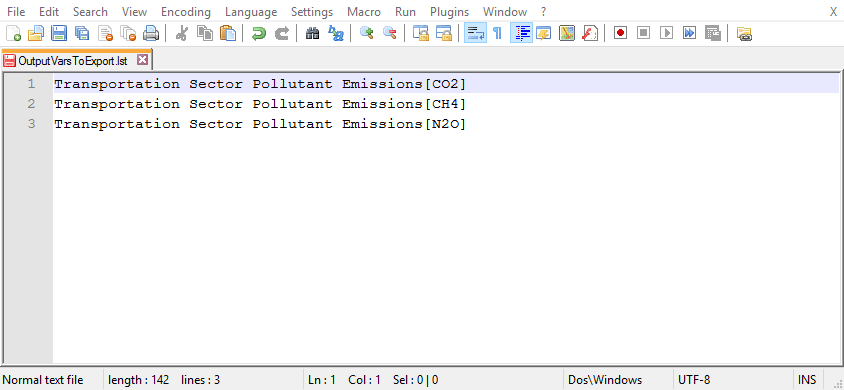 File Edit Search View Encoding Language Settings Macro Run Plugins Window ? X
OutputVarsToExport.lst
1 Transportation Sector Pollutant Emissions[CO2]
2 Transportation Sector Pollutant Emissions[CH4]
3 Transportation Sector Pollutant Emissions[N2O]
Normal text file length : 142 lines : 3 Ln : 1 Col : 1 Sel : 0 | 0 Dos\Windows UTF-8 INS